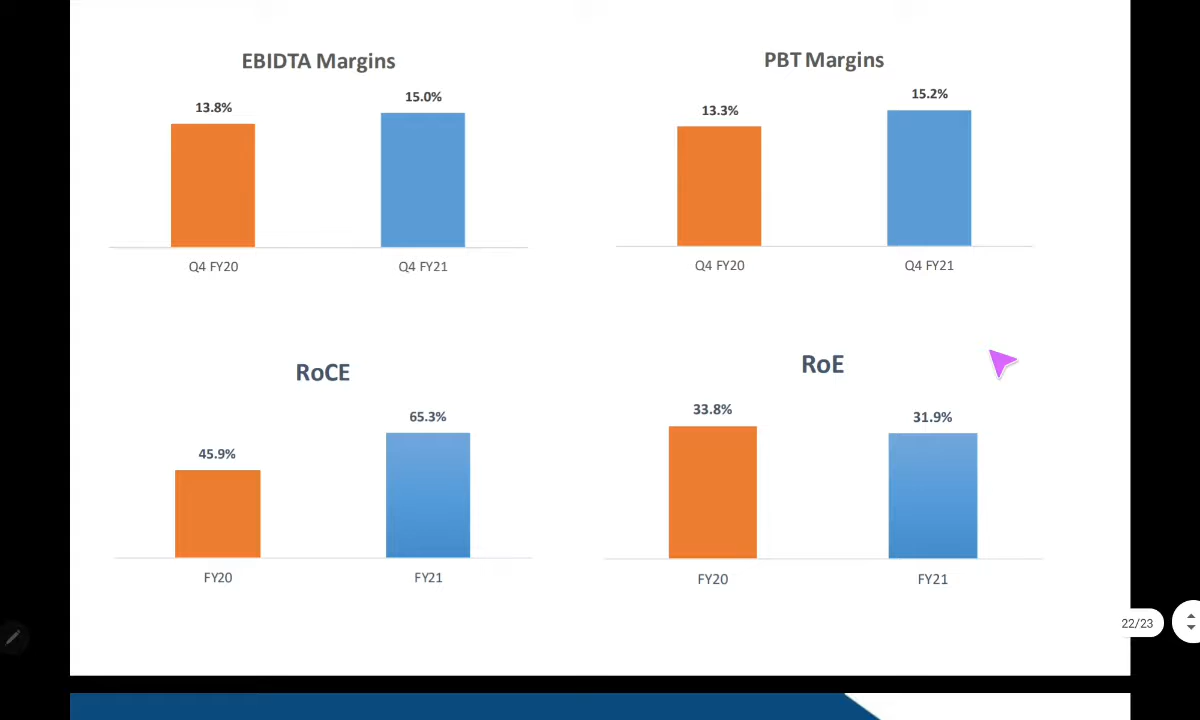 EBIDTA Margins
13.8%
15.0%
Q4 FY20
Q4 FY21
PBT Margins
13.3%
15.2%
Q4 FY20
Q4 FY21
RoCE
45.9%
65.3%
FY20
FY21
RoE
33.8%
31.9%
FY20
FY21
22/23